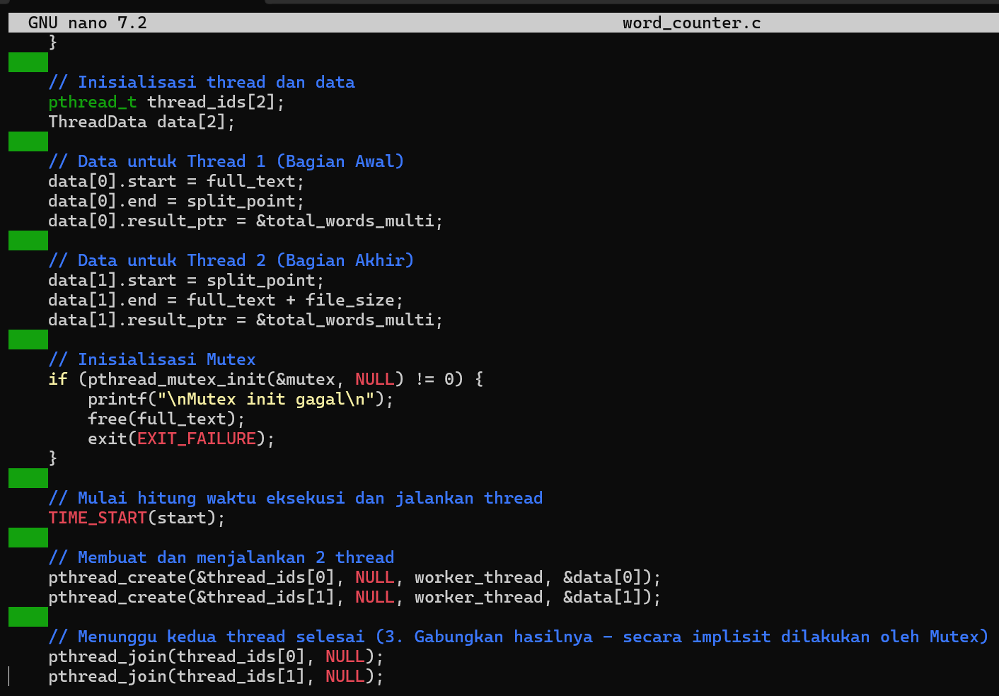 GNU nano 7.2 word_counter.c
}
// Inisialisasi thread dan data
pthread_t thread_ids[2];
ThreadData data[2];
// Data untuk Thread 1 (Bagian Awal)
data[0].start = full_text;
data[0].end = split_point;
data[0].result_ptr = &total_words_multi;
// Data untuk Thread 2 (Bagian Akhir)
data[1].start = split_point;
data[1].end = full_text + file_size;
data[1].result_ptr = &total_words_multi;
// Inisialisasi Mutex
if (pthread_mutex_init(&mutex, NULL) != 0) {
printf("\nMutex init gagal\n");
free(full_text);
exit(EXIT_FAILURE);
}
// Mulai hitung waktu eksekusi dan jalankan thread
TIME_START(start);
// Membuat dan menjalankan 2 thread
pthread_create(&thread_ids[0], NULL, worker_thread, &data[0]);
pthread_create(&thread_ids[1], NULL, worker_thread, &data[1]);
// Menunggu kedua thread selesai (3. Gabungkan hasilnya – secara implisit dilakukan oleh Mutex)
pthread_join(thread_ids[0], NULL);
pthread_join(thread_ids[1], NULL);